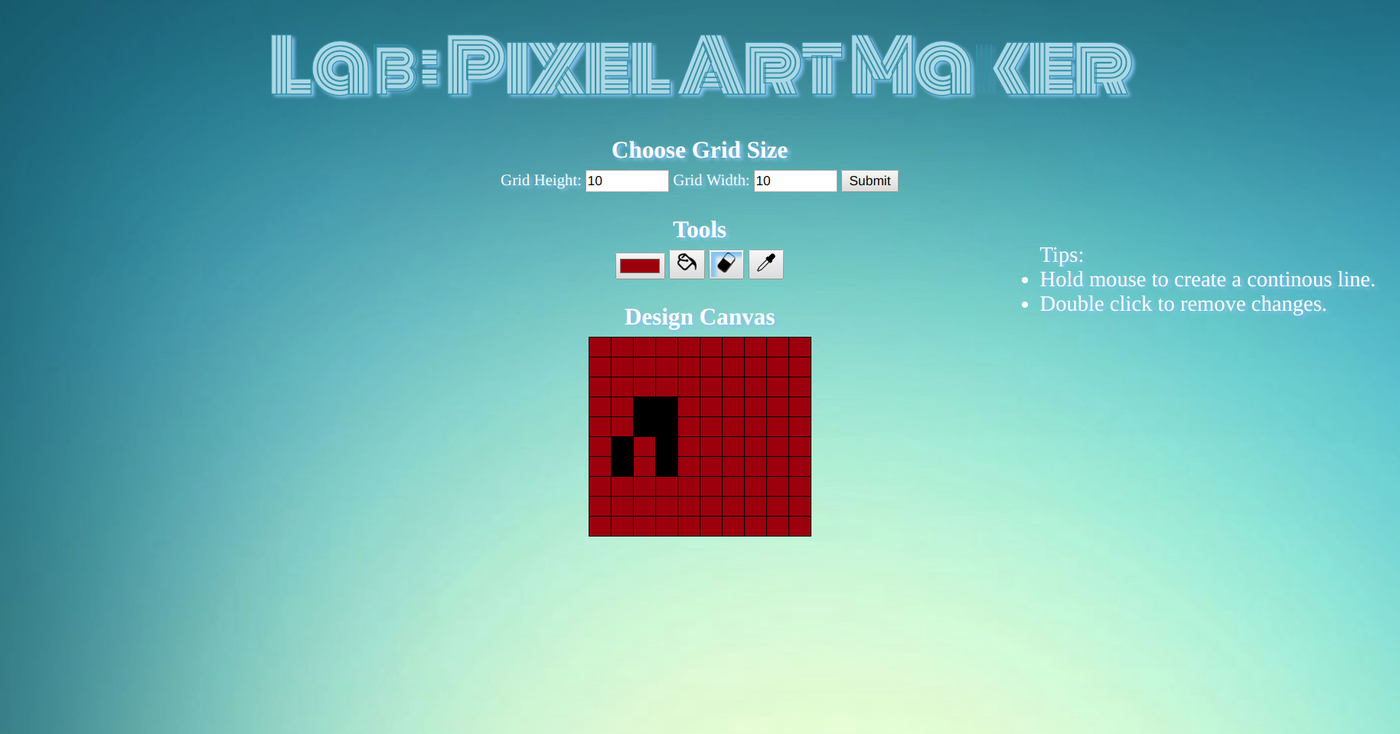 Lab: Pixel Art Maker
Choose Grid Size
Grid Height: 10 Grid Width: 10 Submit
Tools
Tips:
Hold mouse to create a continous line.
Double click to remove changes.
Design Canvas